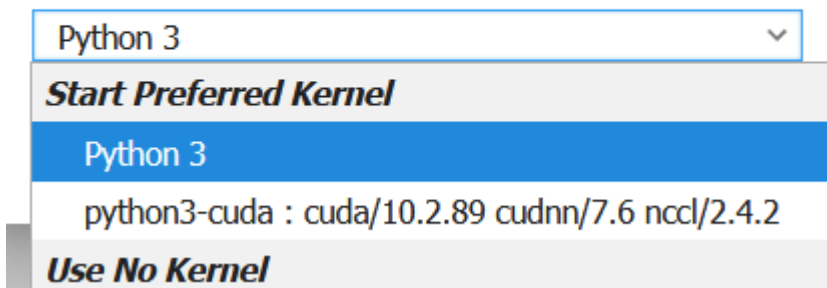 Python 3
Start Preferred Kernel
Python 3
python3-cuda : cuda/10.2.89 cudnn/7.6 nccl/2.4.2
Use No Kernel